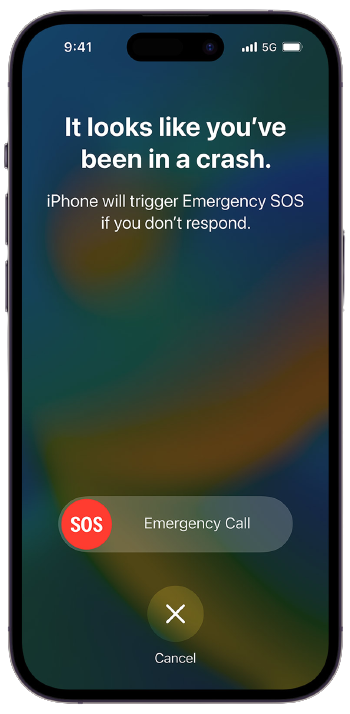 9:41 5G
It looks like you've
been in a crash.
iPhone will trigger Emergency SOS
if you don't respond.
SOS Emergency Call
Cancel